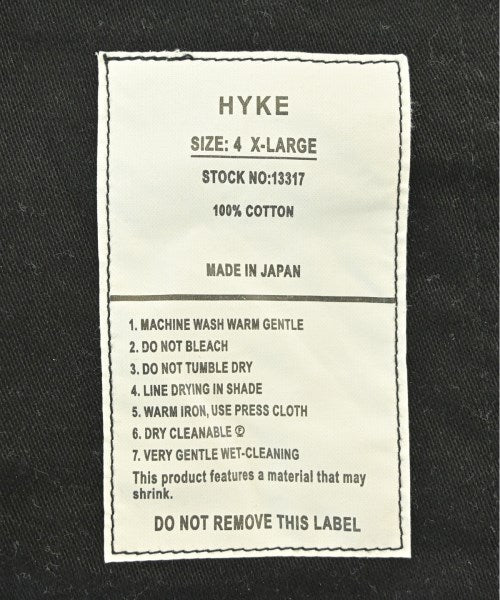 HYKE
SIZE: 4 X-LARGE
STOCK NO:13317
100% COTTON
MADE IN JAPAN
1. MACHINE WASH WARM GENTLE
2. DO NOT BLEACH
3. DO NOT TUMBLE DRY
4. LINE DRYING IN SHADE
5. WARM IRON, USE PRESS CLOTH
6. DRY CLEANABLE Ⓕ
7. VERY GENTLE WET-CLEANING
This product features a material that may
shrink.
DO NOT REMOVE THIS LABEL